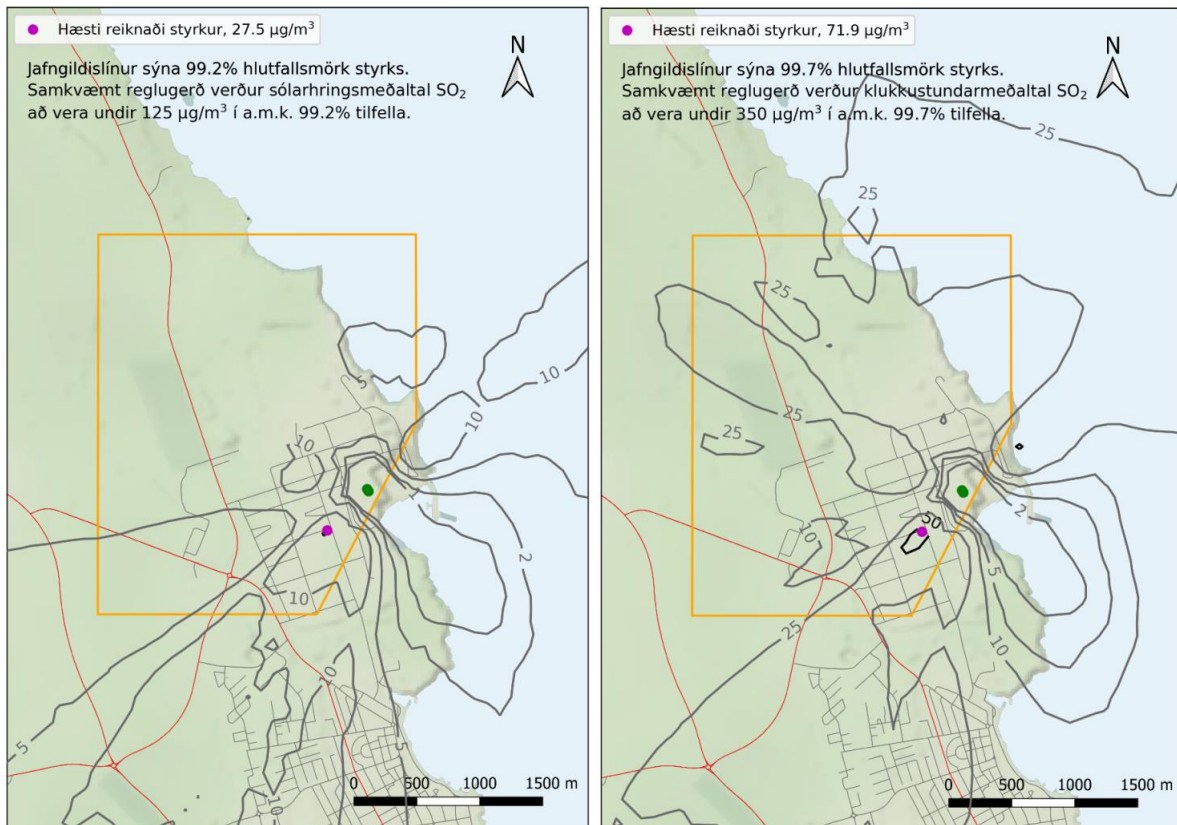 Hæsti reiknaði styrkur, 27.5 µg/m³
Jafngildislínur sýna 99.2% hlutfallsmörk styrks.
Samkvæmt reglugerð verður sólarhringsmeðaltal SO₂
að vera undir 125 µg/m³ í a.m.k. 99.2% tilfella.
N
5
10
10
10
1
2
10
10
5
5
10
0 500 1000 1500 m
Hæsti reiknaði styrkur, 71.9 µg/m³
Jafngildislínur sýna 99.7% hlutfallsmörk styrks.
Samkvæmt reglugerð verður klukkustundarmeðaltal SO₂
að vera undir 350 µg/m³ í a.m.k. 99.7% tilfella.
N
25
25
25
25
25
2
50
10
5
25
10
0 500 1000 1500 m